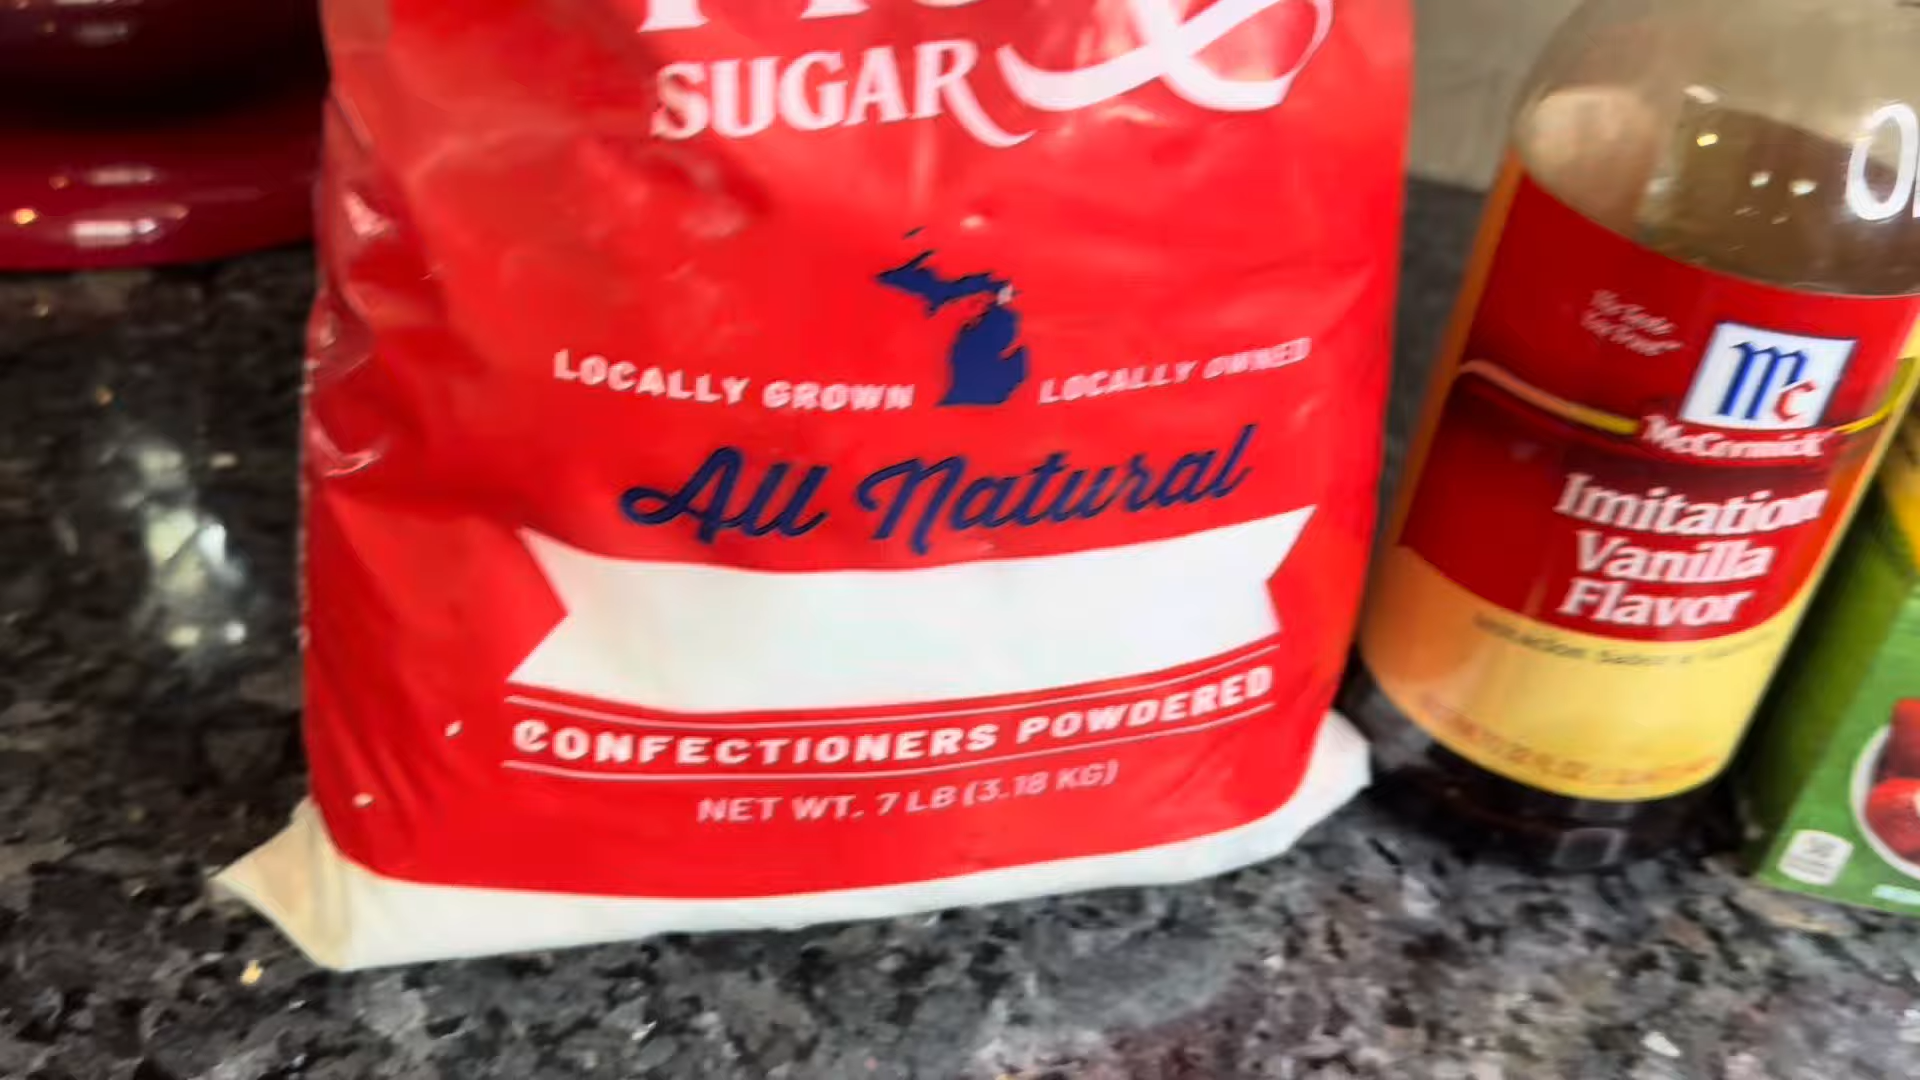 SUGAR
LOCALLY GROWN LOCALLY OWNED
All Natural
CONFECTIONERS POWDERED
NET WT. 7 LB (3.18 KG)
Mc
McCormick
Imitation
Vanilla
Flavor